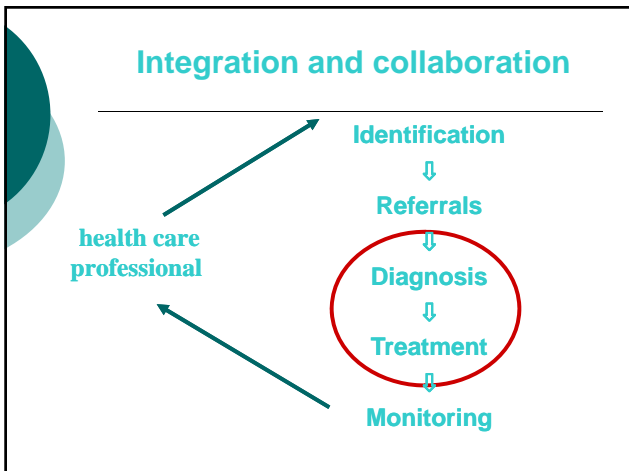 Integration and collaboration
Identification
⇩
Referrals
⇩
health care
professional
Diagnosis
⇩
Treatment
⇩
Monitoring